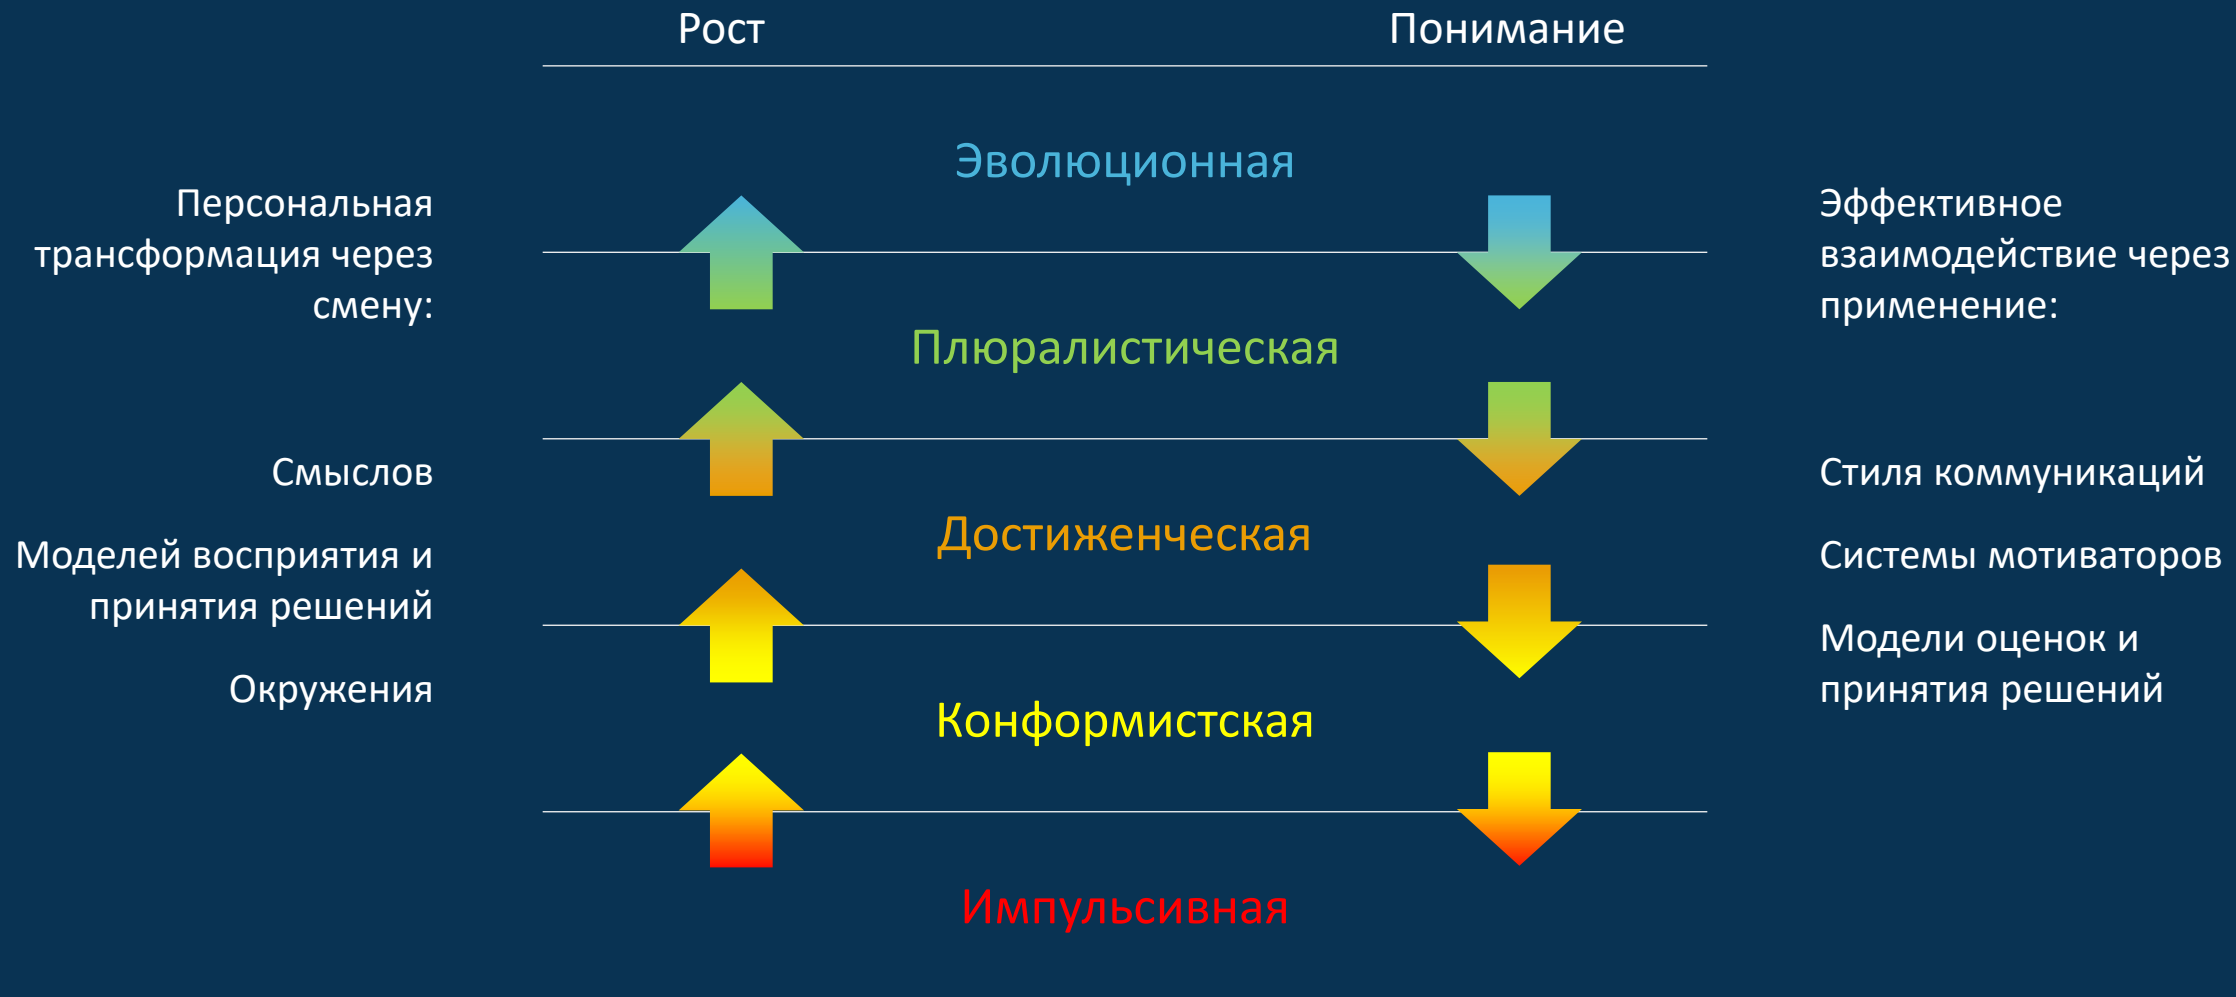 Рост
Понимание
Эволюционная
Персональная
трансформация через
смену:
Эффективное
взаимодействие через
применение:
Плюралистическая
Смыслов
Стиля коммуникаций
Достиженческая
Моделей восприятия и
принятия решений
Системы мотиваторов
Окружения
Модели оценок и
принятия решений
Конформистская
Импульсивная